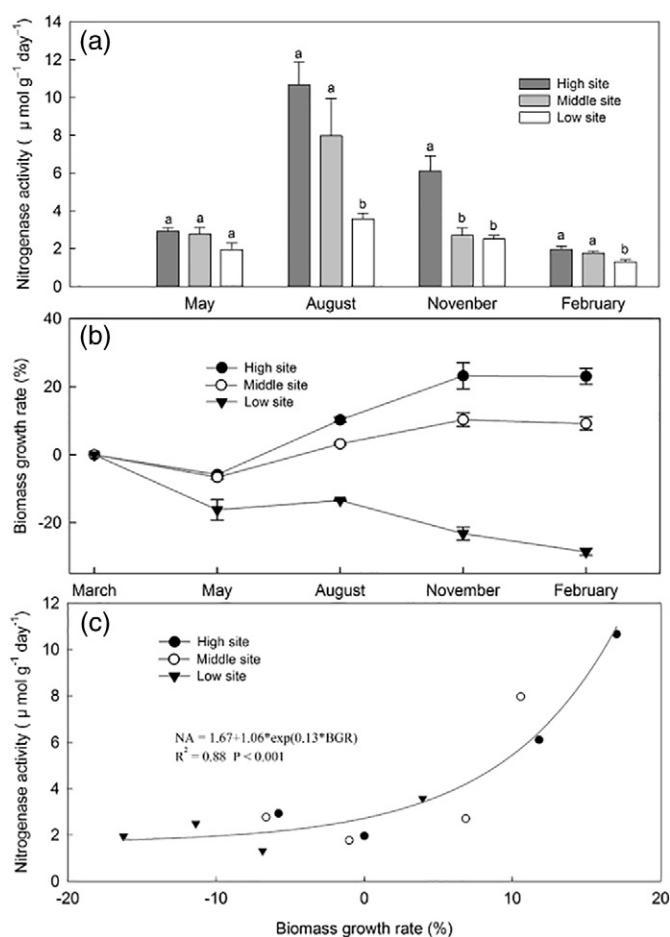 (a)
Nitrogenase activity ( μ mol g⁻¹ day⁻¹)
14
12
10
8
6
4
2
0
High site
Middle site
Low site
a a a
a a b
a b b
a a b
May August Novenber February
(b)
Biomass growth rate (%)
40
20
0
-20
High site
Middle site
Low site
March May August November February
(c)
Nitrogenase activity ( μ mol g⁻¹ day⁻¹)
12
10
8
6
4
2
0
High site
Middle site
Low site
NA = 1.67+1.06*exp(0.13*BGR)
R² = 0.88 P < 0.001
-20 -10 0 10 20
Biomass growth rate (%)